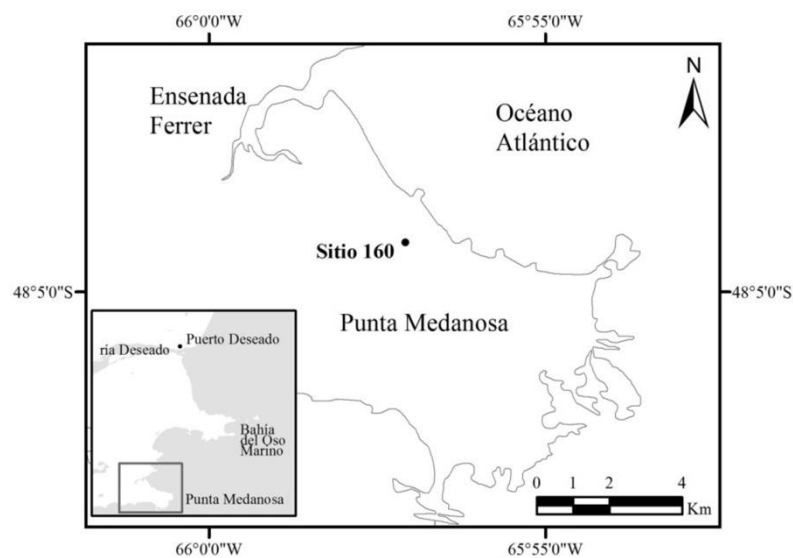 66°0'0"W
65°55'0"W
Ensenada
Ferrer
Océano
Atlántico
N
Sitio 160
48°5'0"S
48°5'0"S
Punta Medanosa
ria Deseado
Puerto Deseado
Bahía
del Oso
Marino
Punta Medanosa
0 1 2 4
Km
66°0'0"W
65°55'0"W